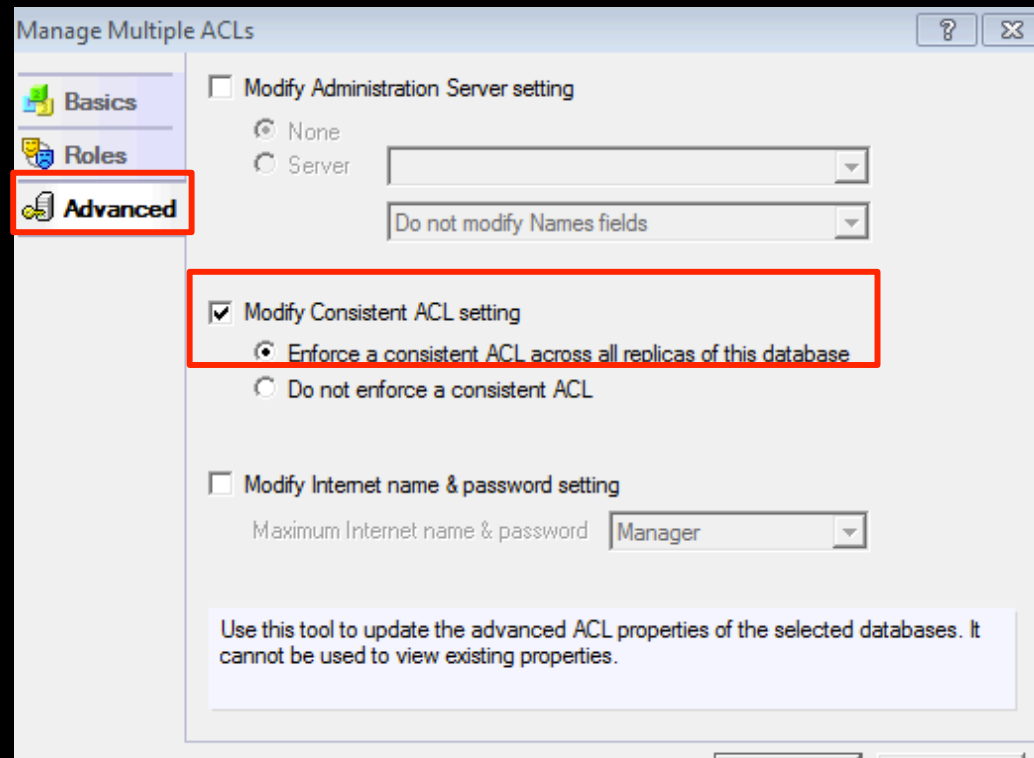 Manage Multiple ACLs
Basics
Roles
Advanced
Modify Administration Server setting
None
Server
Do not modify Names fields
Modify Consistent ACL setting
Enforce a consistent ACL across all replicas of this database
Do not enforce a consistent ACL
Modify Internet name & password setting
Maximum Internet name & password Manager
Use this tool to update the advanced ACL properties of the selected databases. It
cannot be used to view existing properties.